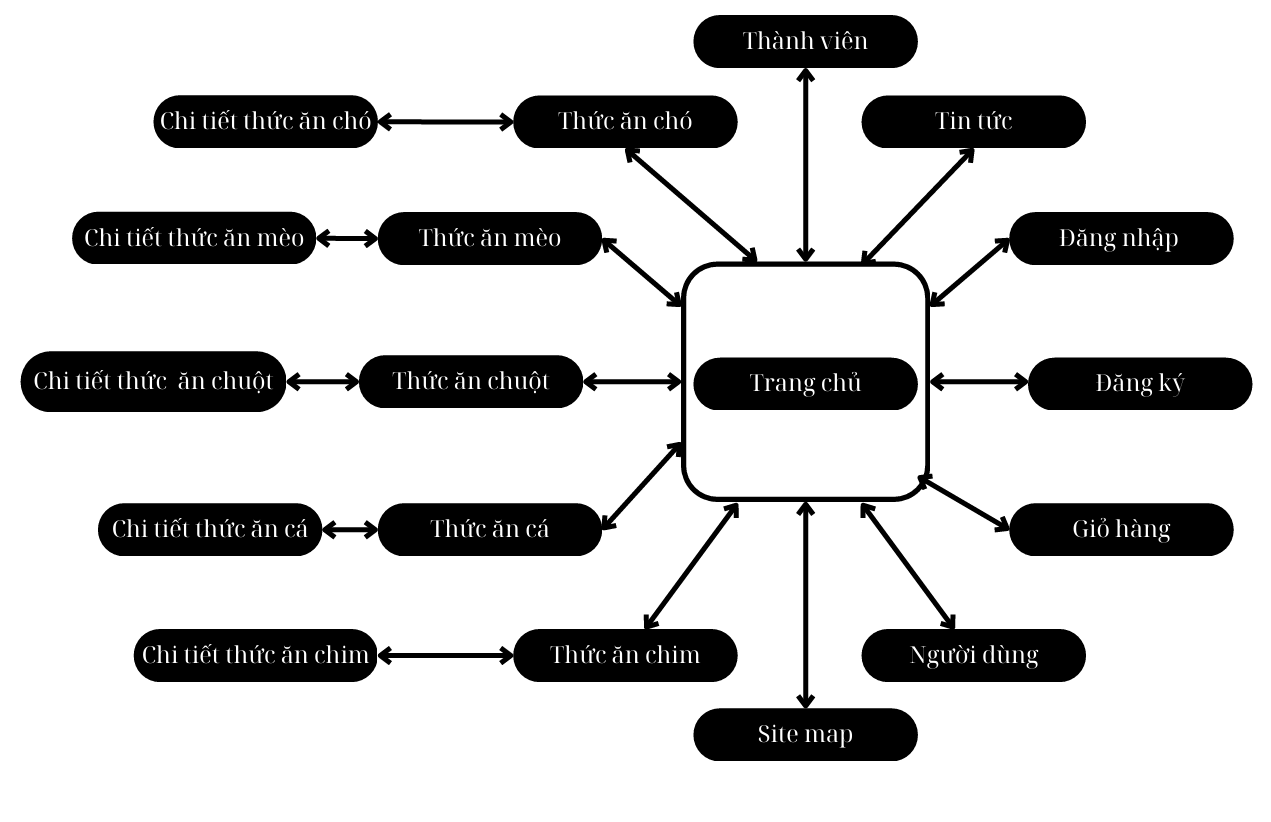 Thành viên
Chi tiết thức ăn chó
Thức ăn chó
Tin tức
Chi tiết thức ăn mèo
Thức ăn mèo
Đăng nhập
Chi tiết thức ăn chuột
Thức ăn chuột
Trang chủ
Đăng ký
Chi tiết thức ăn cá
Thức ăn cá
Giỏ hàng
Chi tiết thức ăn chim
Thức ăn chim
Người dùng
Site map